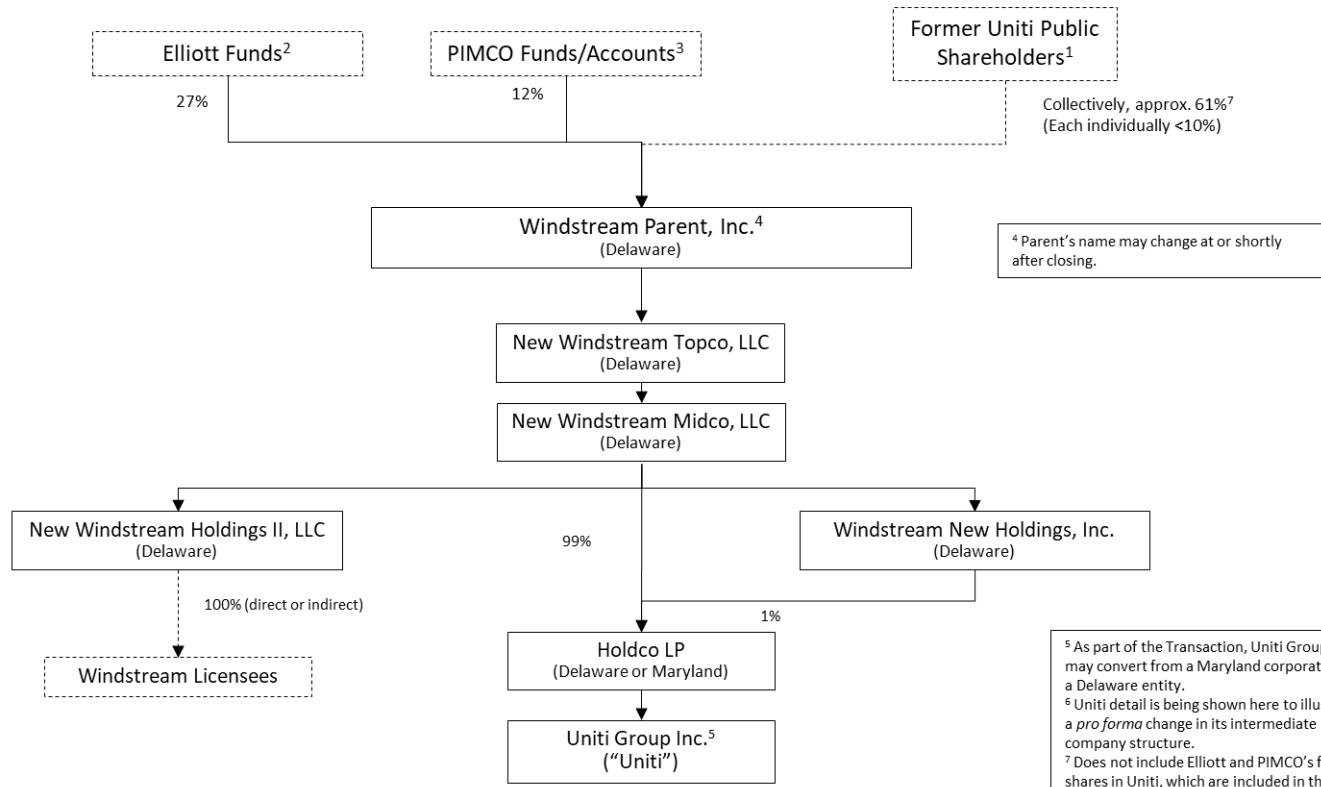 Elliott Funds²
PIMCO Funds/Accounts³
Former Uniti Public
Shareholders¹
27%
12%
Collectively, approx. 61%⁷
(Each individually <10%)
Windstream Parent, Inc.⁴
(Delaware)
⁴ Parent's name may change at or shortly
after closing.
New Windstream Topco, LLC
(Delaware)
New Windstream Midco, LLC
(Delaware)
New Windstream Holdings II, LLC
(Delaware)
99%
Windstream New Holdings, Inc.
(Delaware)
100% (direct or indirect)
1%
Windstream Licensees
Holdco LP
(Delaware or Maryland)
Uniti Group Inc.⁵
("Uniti")
⁵ As part of the Transaction, Uniti Group
may convert from a Maryland
a Delaware entity.
⁶ Uniti detail is being shown here to
a pro forma change in its intermediate
company structure.
⁷ Does not include Elliott and PIMCO's
shares in Uniti, which are included in